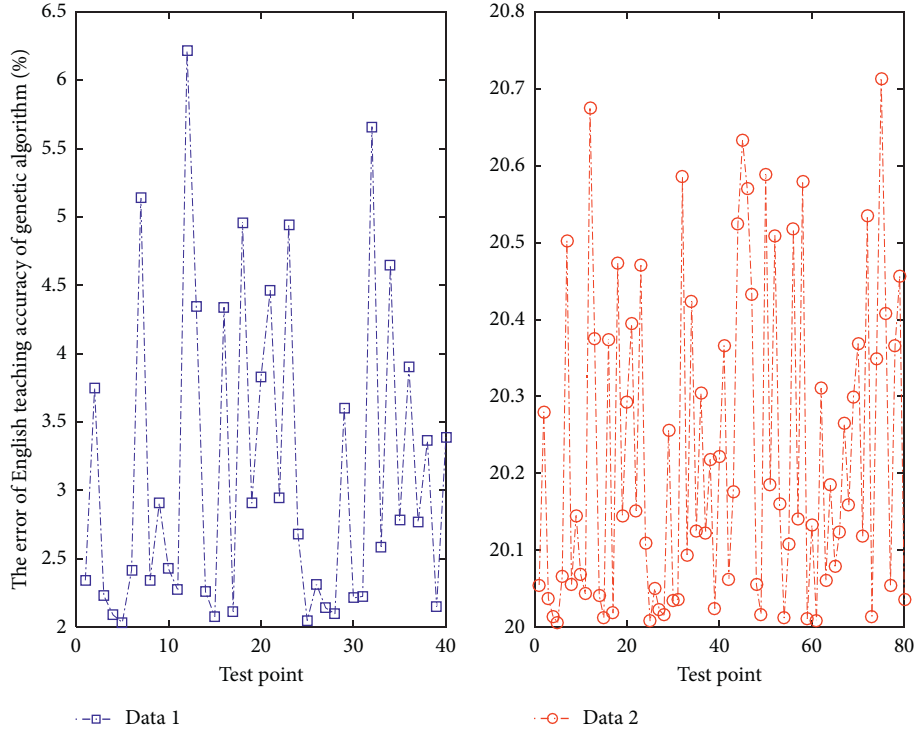 The error of English teaching accuracy of genetic algorithm (%)
6.5
6
5.5
5
4.5
4
3.5
3
2.5
2
0 10 20 30 40
Test point
Data 1
20.8
20.7
20.6
20.5
20.4
20.3
20.2
20.1
20
0 20 40 60 80
Test point
Data 2